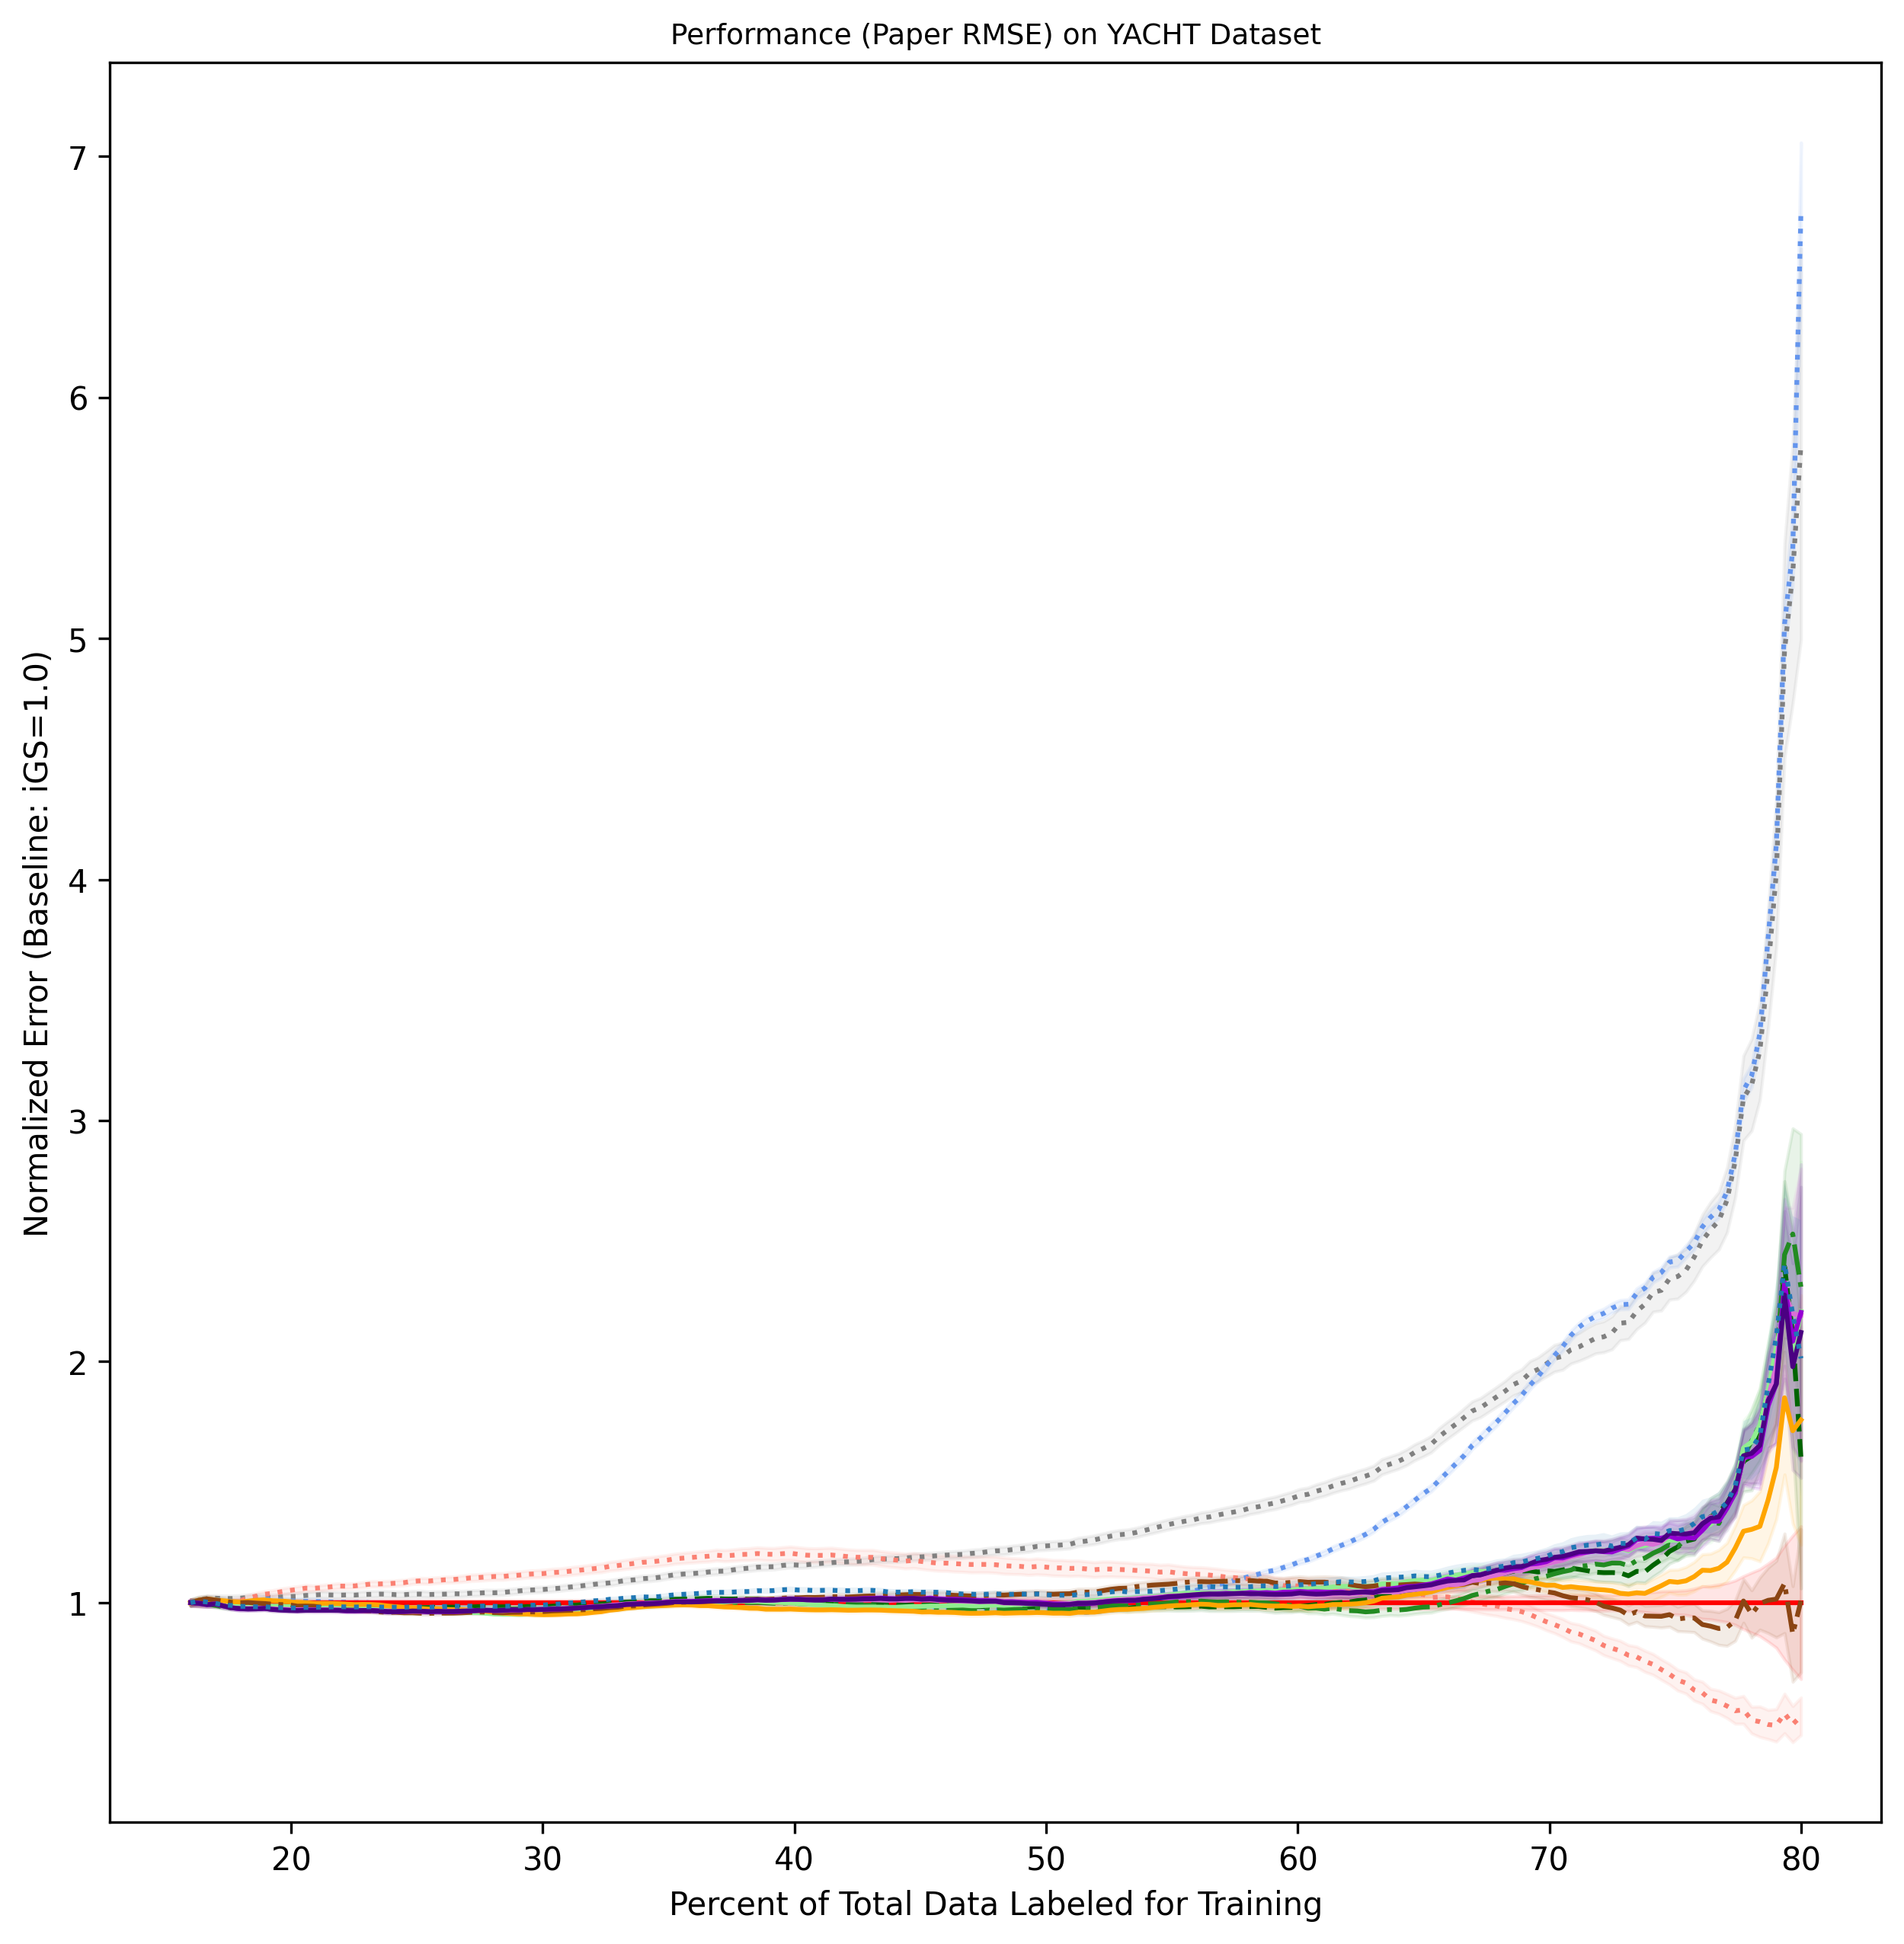 Performance (Paper RMSE) on YACHT Dataset
Normalized Error (Baseline: iGS=1.0)
7
6
5
4
3
2
1
20 30 40 50 60 70 80
Percent of Total Data Labeled for Training